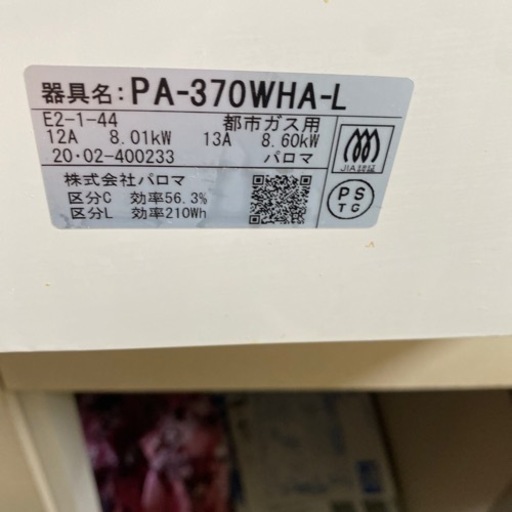 器具名:PA-370WHA-L
E2-1-44 都市ガス用
12A 8.01kW 13A 8.60kW
20・02-400233 パロマ
株式会社パロマ
区分C 効率56.3%
区分L 効率210Wh
JIA認証
PS
TG